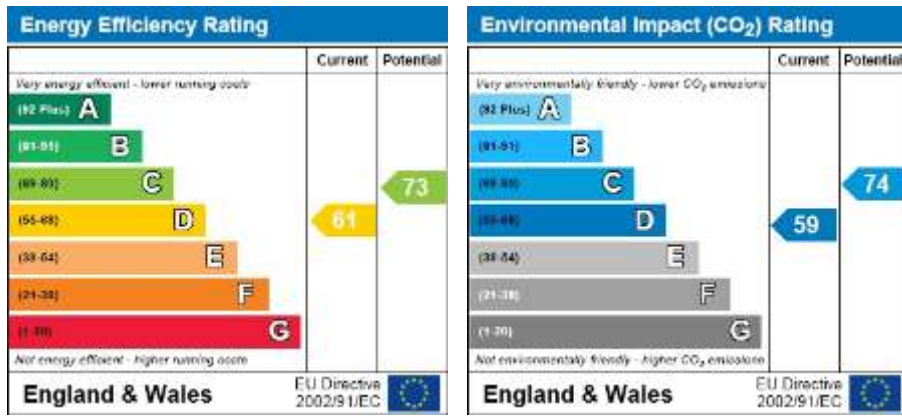 Energy Efficiency Rating
Current Potential
Very energy efficient - lower running costs
(92 Plus) A
(81-91) B
(69-80) C
(55-68) D
(39-54) E
(21-38) F
(1-20) G
61
73
Not energy efficient - higher running costs
England & Wales
EU Directive
2002/91/EC
Environmental Impact (CO₂) Rating
Current Potential
Very environmentally friendly - lower CO₂ emissions
(92 Plus) A
(81-91) B
(69-80) C
(55-68) D
(39-54) E
(21-38) F
(1-20) G
59
74
Not environmentally friendly - higher CO₂ emissions
England & Wales
EU Directive
2002/91/EC